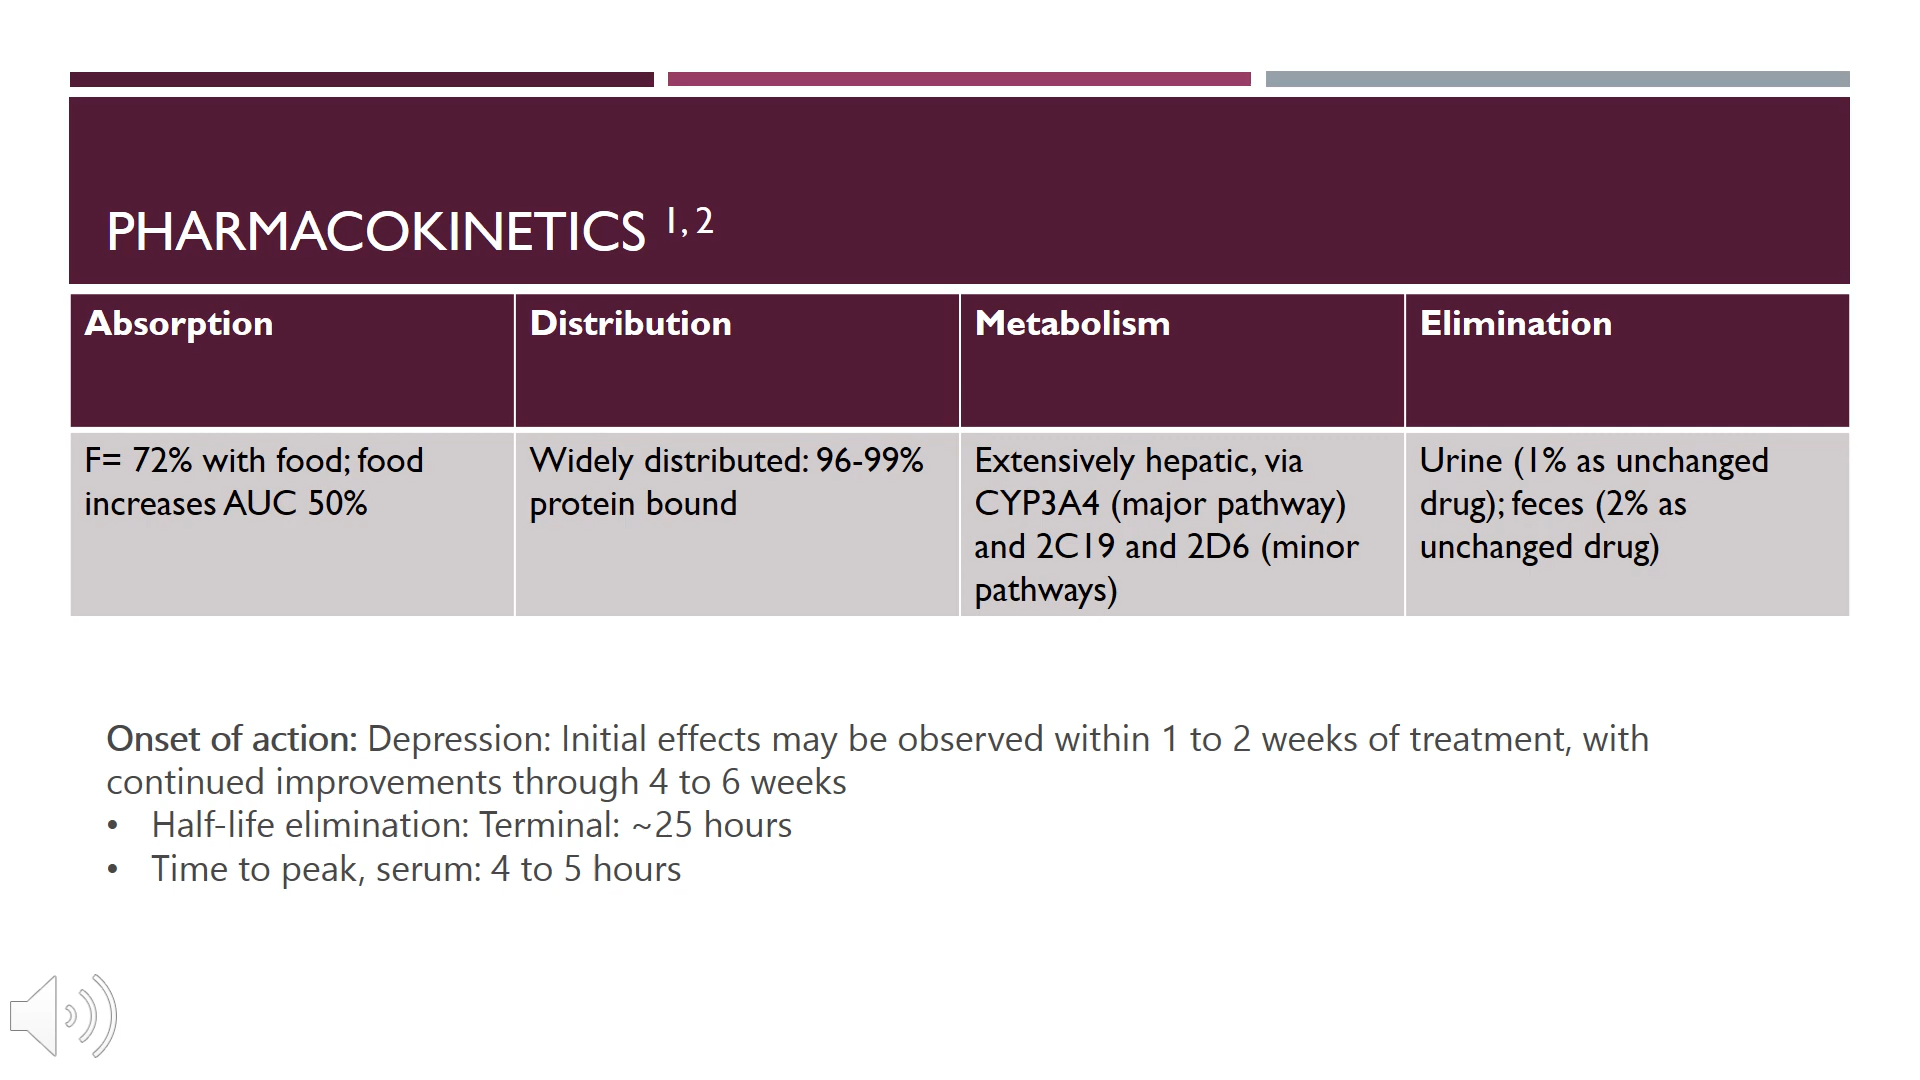 PHARMACOKINETICS 1, 2
Absorption
Distribution
Metabolism
Elimination
F= 72% with food; food
increases AUC 50%
Widely distributed: 96-99%
protein bound
Extensively hepatic, via
CYP3A4 (major pathway)
and 2C19 and 2D6 (minor
pathways)
Urine (1% as unchanged
drug); feces (2% as
unchanged drug)
Onset of action: Depression: Initial effects may be observed within 1 to 2 weeks of treatment, with
continued improvements through 4 to 6 weeks
• Half-life elimination: Terminal: ~25 hours
• Time to peak, serum: 4 to 5 hours